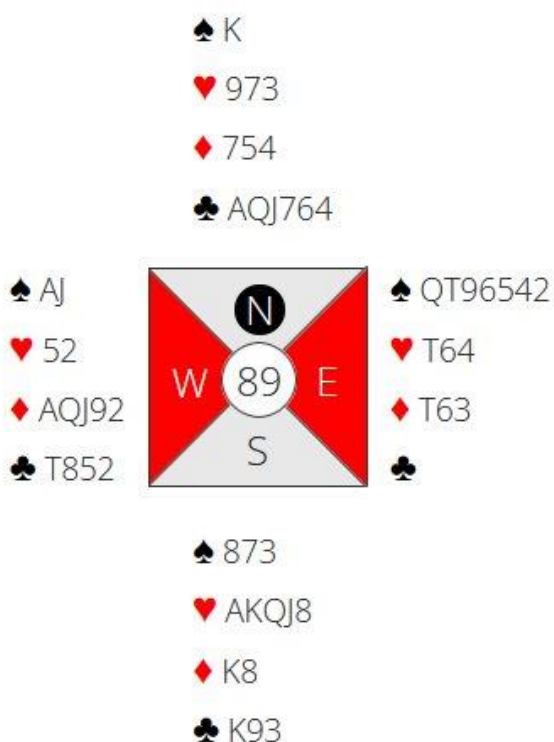 ♠ K
♥ 973
♦ 754
♣ AQJ764
♠ AJ
♥ 52
♦ AQJ92
♣ T852
N
W 89 E
S
♠ QT96542
♥ T64
♦ T63
♣
♠ 873
♥ AKQJ8
♦ K8
♣ K93